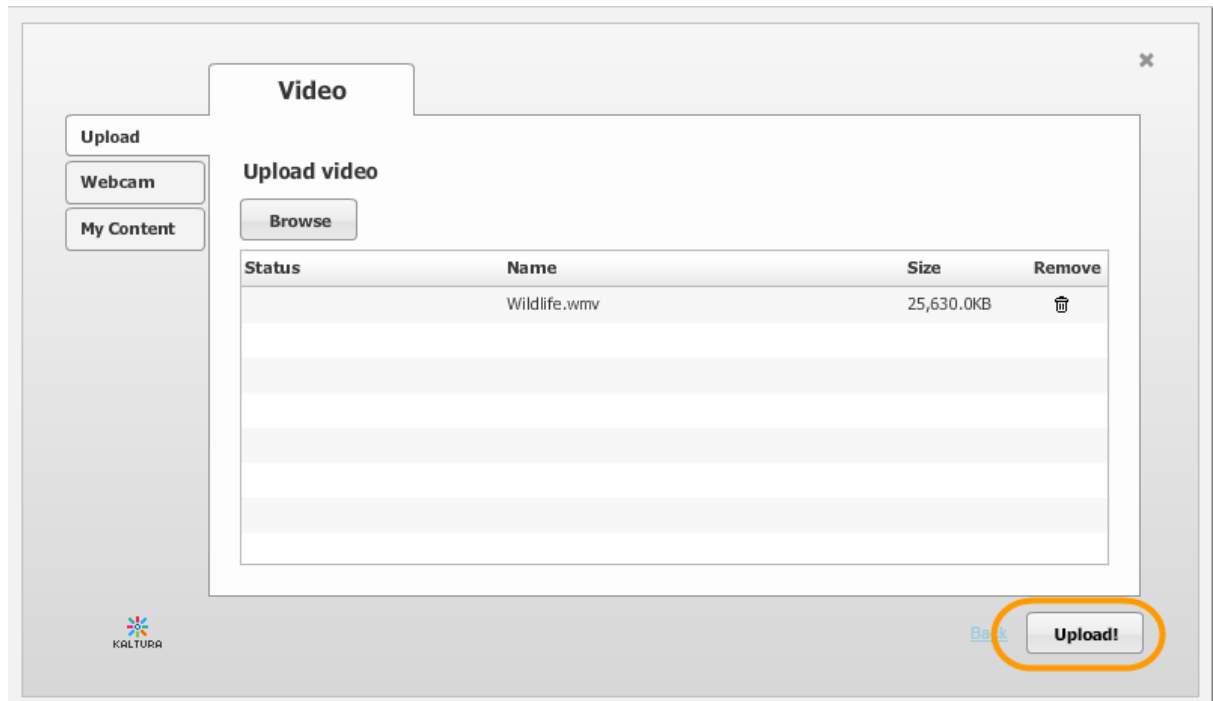 Video
Upload
Webcam
My Content
Upload video
Browse
Status Name Size Remove
Wildlife.wmv 25,630.0KB
KALTURA
Back Upload!